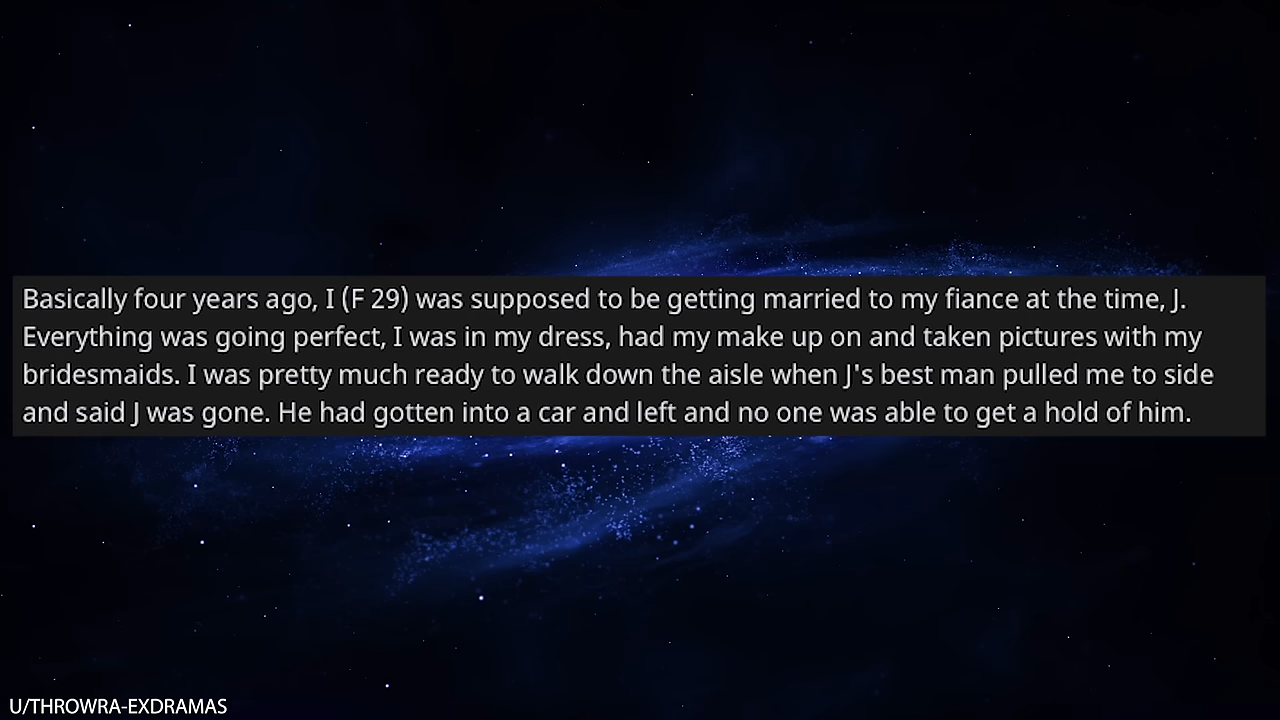 Basically four years ago, I (F 29) was supposed to be getting married to my fiance at the time, J.
Everything was going perfect, I was in my dress, had my make up on and taken pictures with my
bridesmaids. I was pretty much ready to walk down the aisle when J's best man pulled me to side
and said J was gone. He had gotten into a car and left and no one was able to get a hold of him.
U/THROWRA-EXDRAMAS